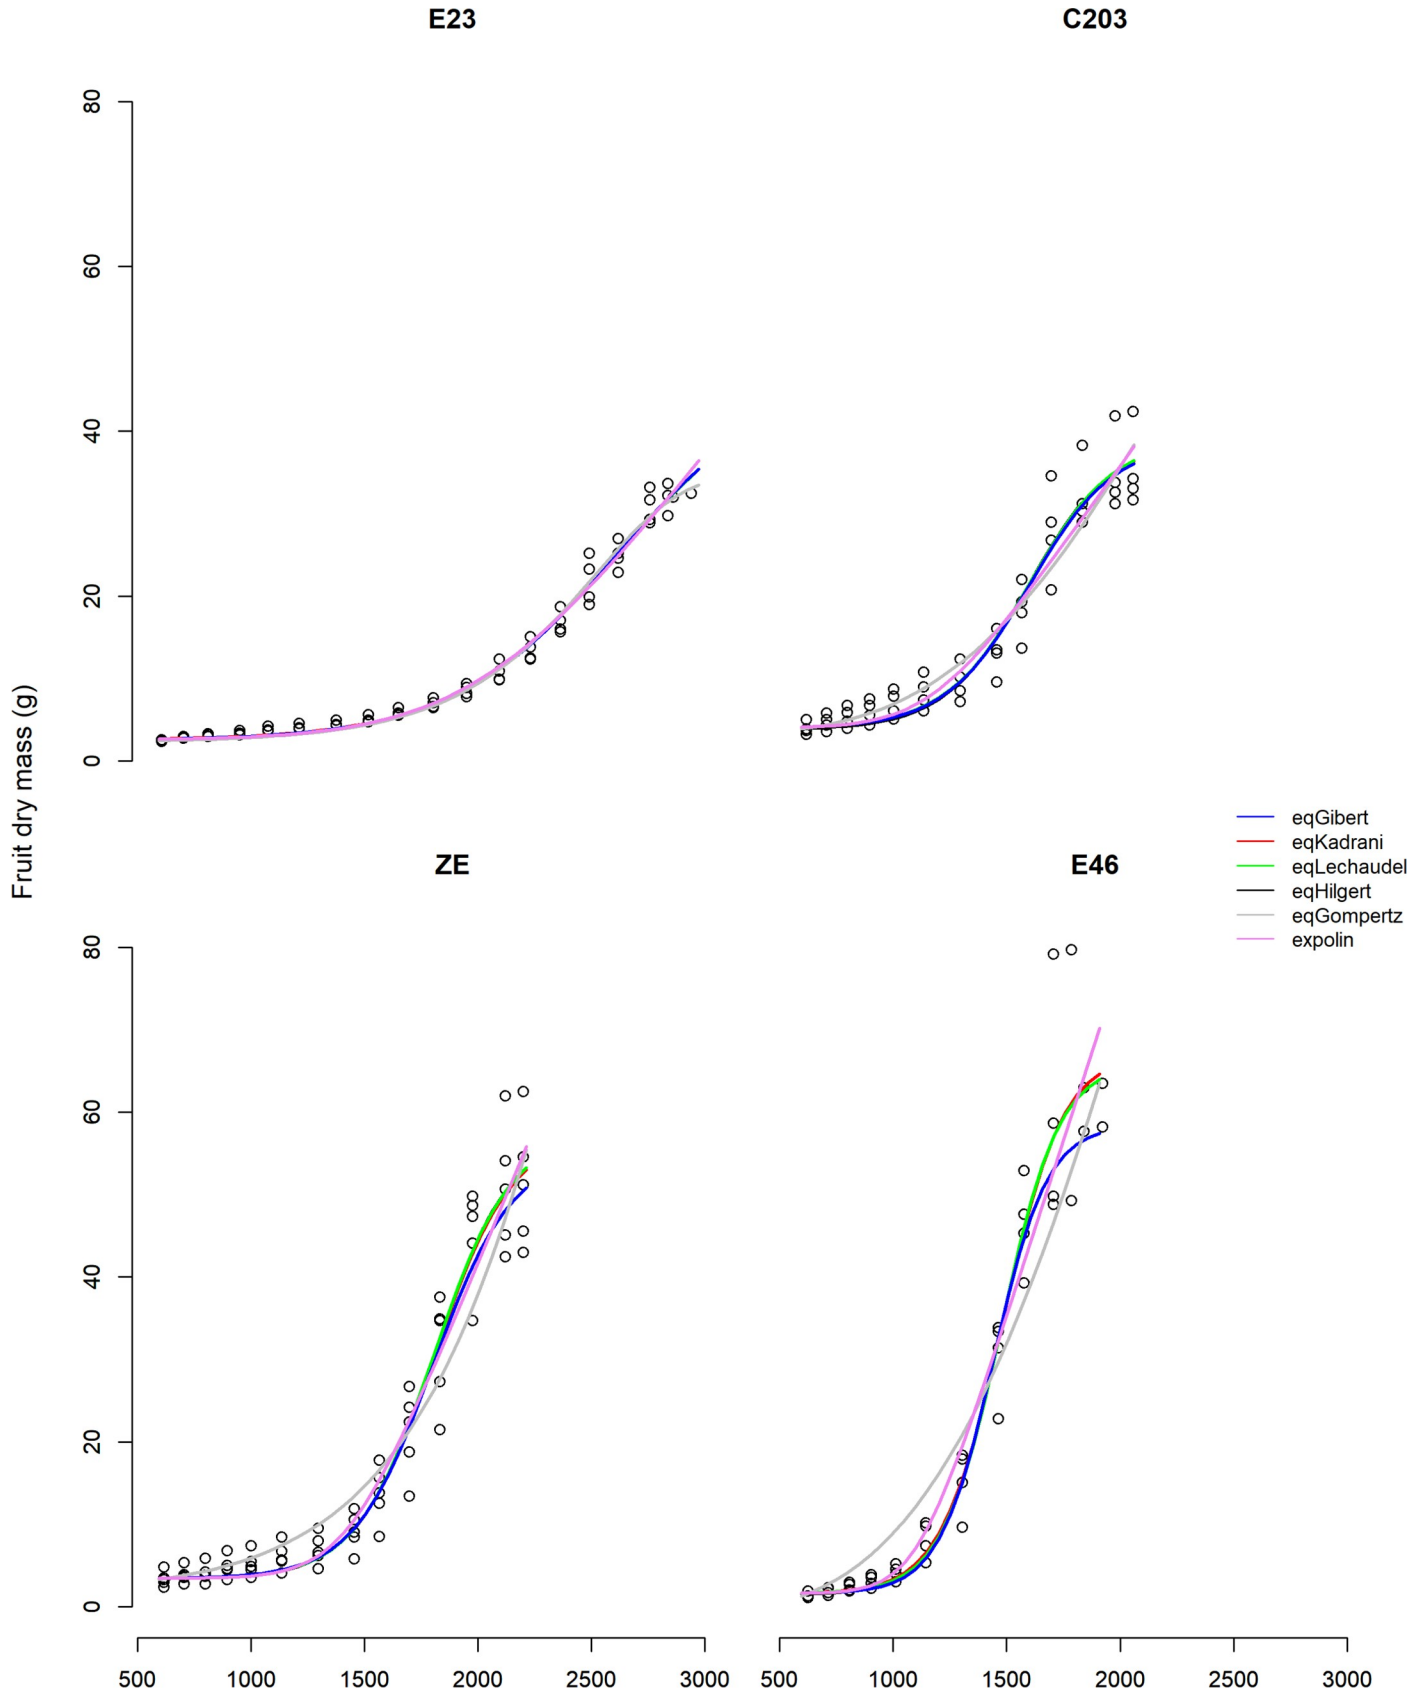 E23 C203
80
60
40
20
0
Fruit dry mass (g)
eqGibert
eqKadrani
eqLechaudel
eqHilgert
eqGompertz
expolin
ZE E46
80
60
40
20
0
500 1000 1500 2000 2500 3000 500 1000 1500 2000 2500 3000